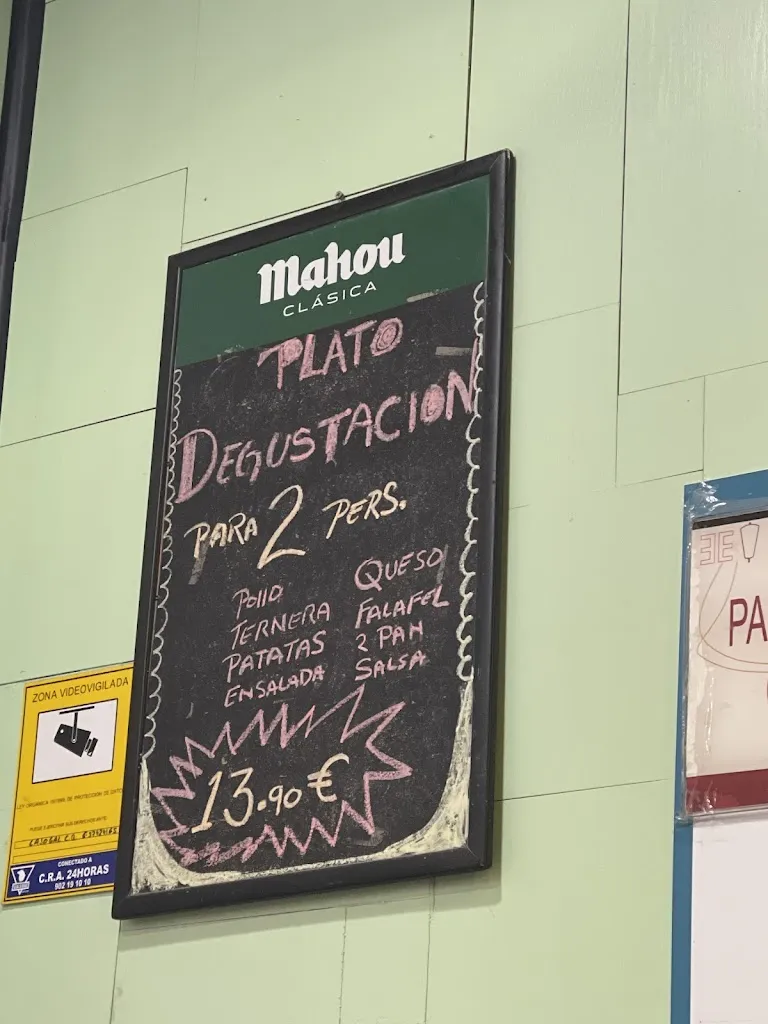 Mahou
CLÁSICA
PLATO
DEGUSTACION
PARA 2 PERS.
POLLO
TERNERA
PATATAS
ENSALADA
QUESO
FALAFEL
2 PAN
SALSA
13.90 €
ZONA VIDEOVIGILADA
CONECTADO A
C.R.A. 24HORAS
902 19 10 10
PA